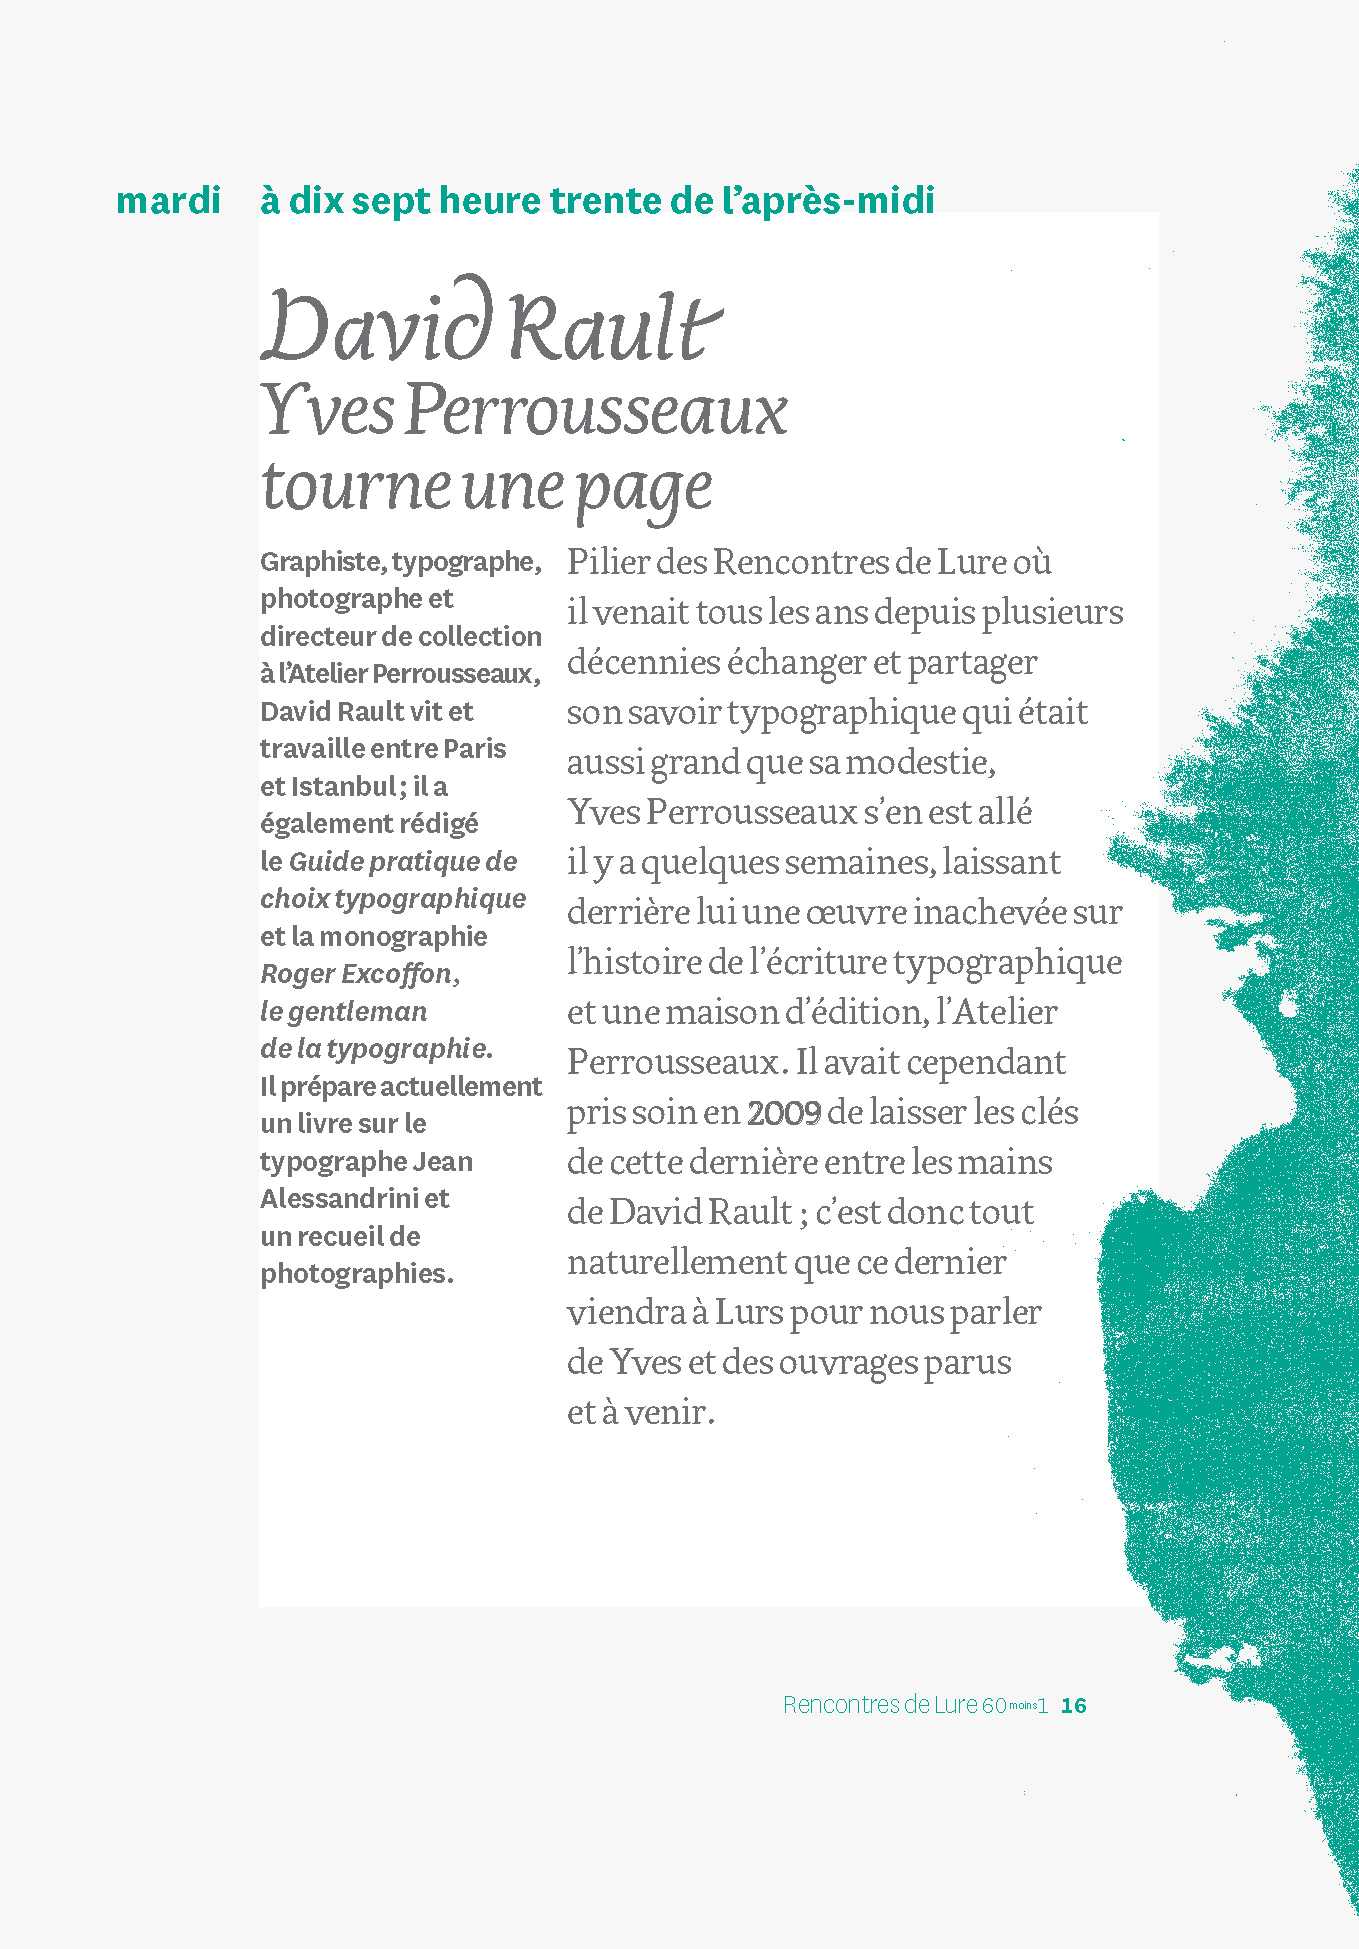 mardi à dix sept heure trente de l’après-midi
David Rault
Yves Perrousseaux
tourne une page
Graphiste, typographe,
photographe et
directeur de collection
à l’Atelier Perrousseaux,
David Rault vit et
travaille entre Paris
et Istanbul ; il a
également rédigé
le Guide pratique de
choix typographique
et la monographie
Roger Excoffon,
le gentleman
de la typographie.
Il prépare actuellement
un livre sur le
typographe Jean
Alessandrini et
un recueil de
photographies.
Pilier des Rencontres de Lure où
il venait tous les ans depuis plusieurs
décennies échanger et partager
son savoir typographique qui était
aussi grand que sa modestie,
Yves Perrousseaux s’en est allé
il y a quelques semaines, laissant
derrière lui une œuvre inachevée sur
l’histoire de l’écriture typographique
et une maison d’édition, l’Atelier
Perrousseaux. Il avait cependant
pris soin en 2009 de laisser les clés
de cette dernière entre les mains
de David Rault ; c’est donc tout
naturellement que ce dernier
viendra à Lurs pour nous parler
de Yves et des ouvrages parus
et à venir.
Rencontres de Lure 60 moins 1 16